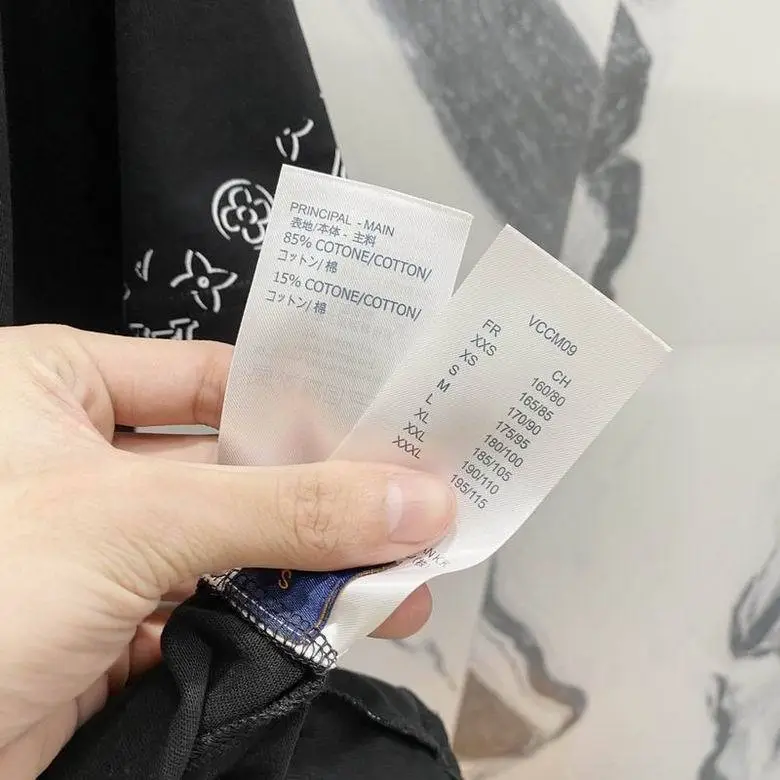 PRINCIPAL - MAIN
表地/本体 - 主料
85% COTONE/COTTON/
コットン/ 棉
15% COTONE/COTTON/
コットン/ 棉
VCCM09
FR CH
XXS 160/80
XS 165/85
S 170/90
M 175/95
L 180/100
XL 185/105
XXL 190/110
XXXL 195/115
S